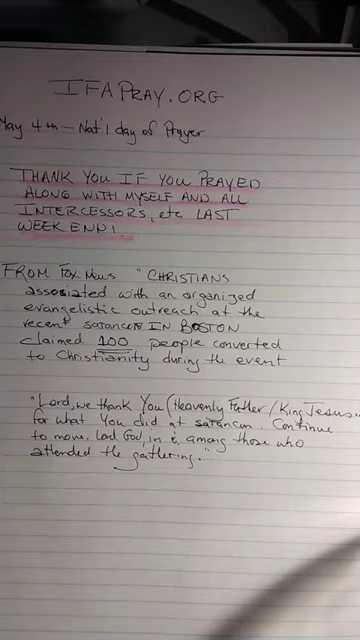 IFAPRAY.ORG
May 4th - Nat'l day of Prayer
THANK YOU IF YOU PRAYED
ALONG WITH MYSELF AND ALL
INTERCESSORS, etc LAST
WEEKEND!
FROM Fox News "CHRISTIANS
associated with an organized
evangelistic outreach at the
recent satancon IN BOSTON
claimed 100 people converted
to Christianity during the event
"Lord, we thank You (Heavenly Father / King Jesus...
for what You did at satancon. Continue
to move, Lord God, in & among those who
attended the gathering."